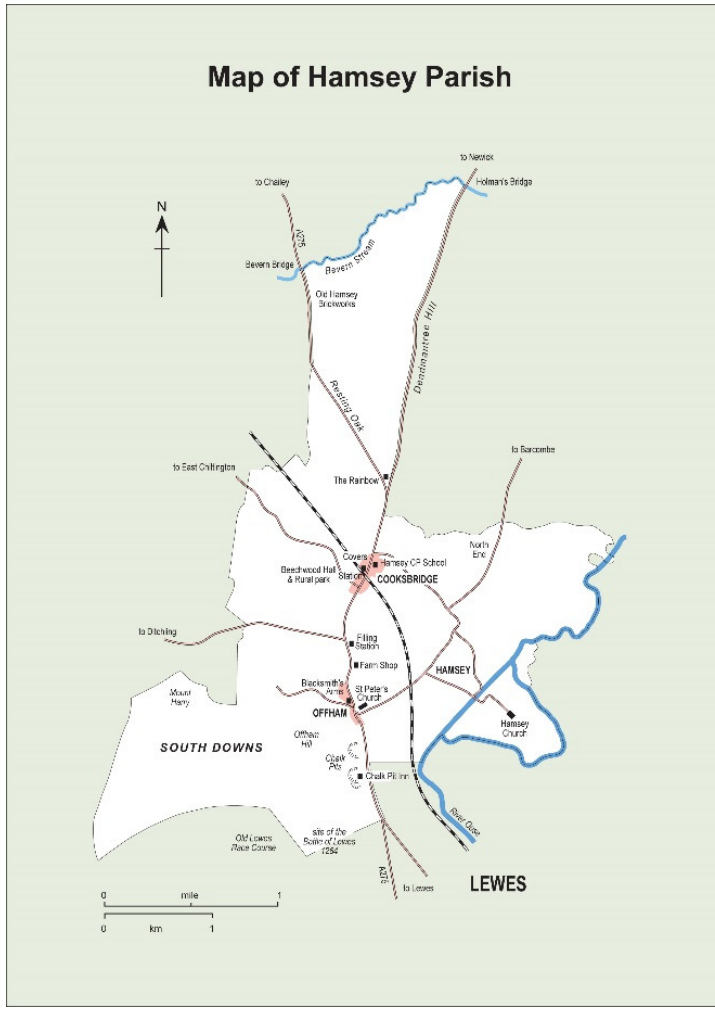 Map of Hamsey Parish
to Newick
to Chailey
Holman's Bridge
N
A275
Bevern Bridge
Bevern Stream
Old Hamsey
Brickworks
Deadmantree Hill
Resting Oak
to Barcombe
to East Chiltington
The Rainbow
North
End
Covers
Hamsey CP School
Beechwood Hall
& Rural park
Station
COOKSBRIDGE
to Ditchling
Filling
Station
Farm Shop
HAMSEY
Blacksmith's
Arms
St Peter's
Church
Mount
Harry
OFFHAM
Hamsey
Church
SOUTH DOWNS
Offham
Hill
Chalk
Pits
Chalk Pit Inn
River Ouse
Old Lewes
Race Course
site of the
Battle of Lewes
1264
A275
to Lewes
LEWES
0 mile 1
0 km 1